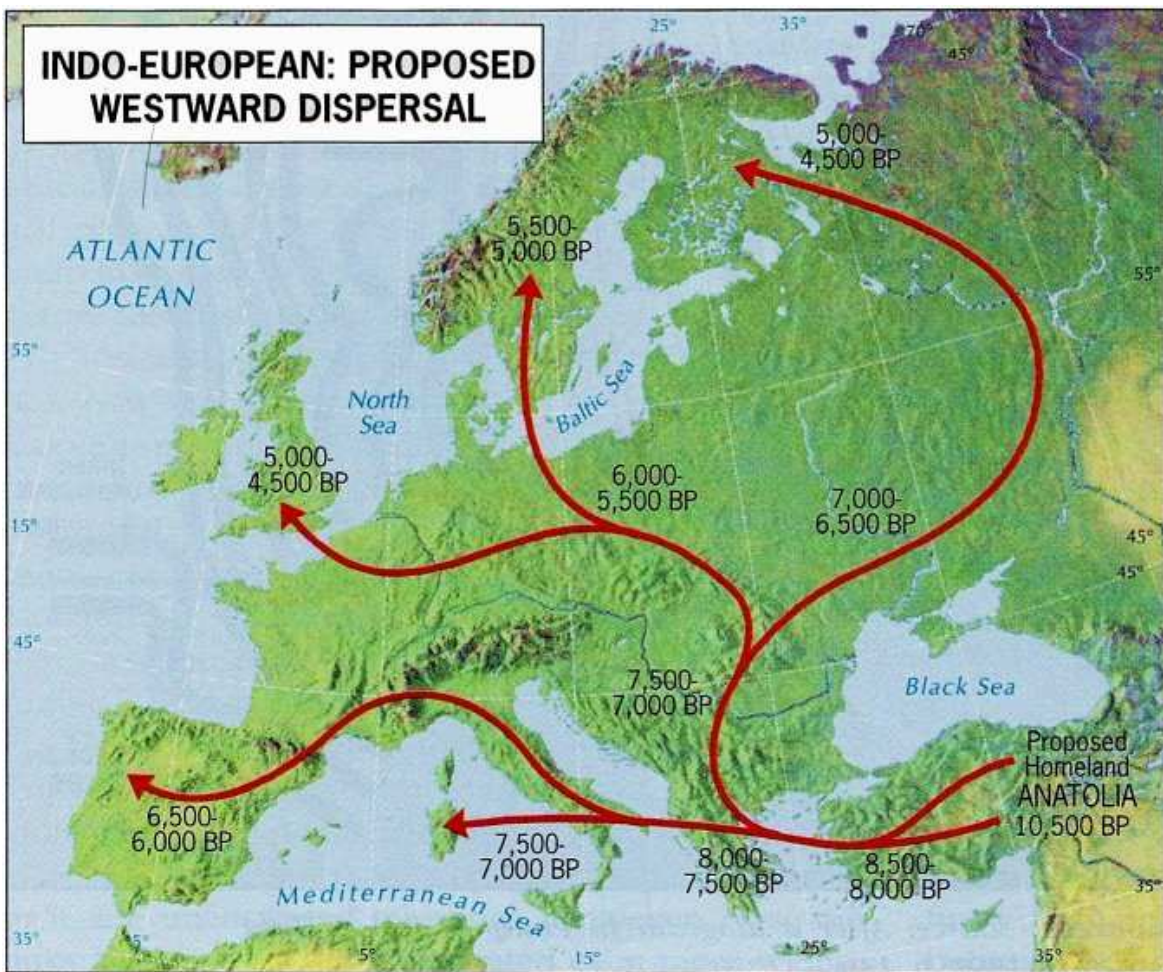 INDO-EUROPEAN: PROPOSED
WESTWARD DISPERSAL
25°
35°
70°
45°
5,000-
4,500 BP
5,500-
5,000 BP
ATLANTIC
OCEAN
55°
55°
North
Sea
Baltic Sea
5,000-
4,500 BP
6,000-
5,500 BP
7,000-
6,500 BP
15°
45°
45°
45°
7,500-
7,000 BP
Black Sea
Proposed
Homeland
ANATOLIA
10,500 BP
6,500-
6,000 BP
7,500-
7,000 BP
8,000-
7,500 BP
8,500-
8,000 BP
Mediterranean Sea
35°
35°
5°
5°
15°
25°
35°